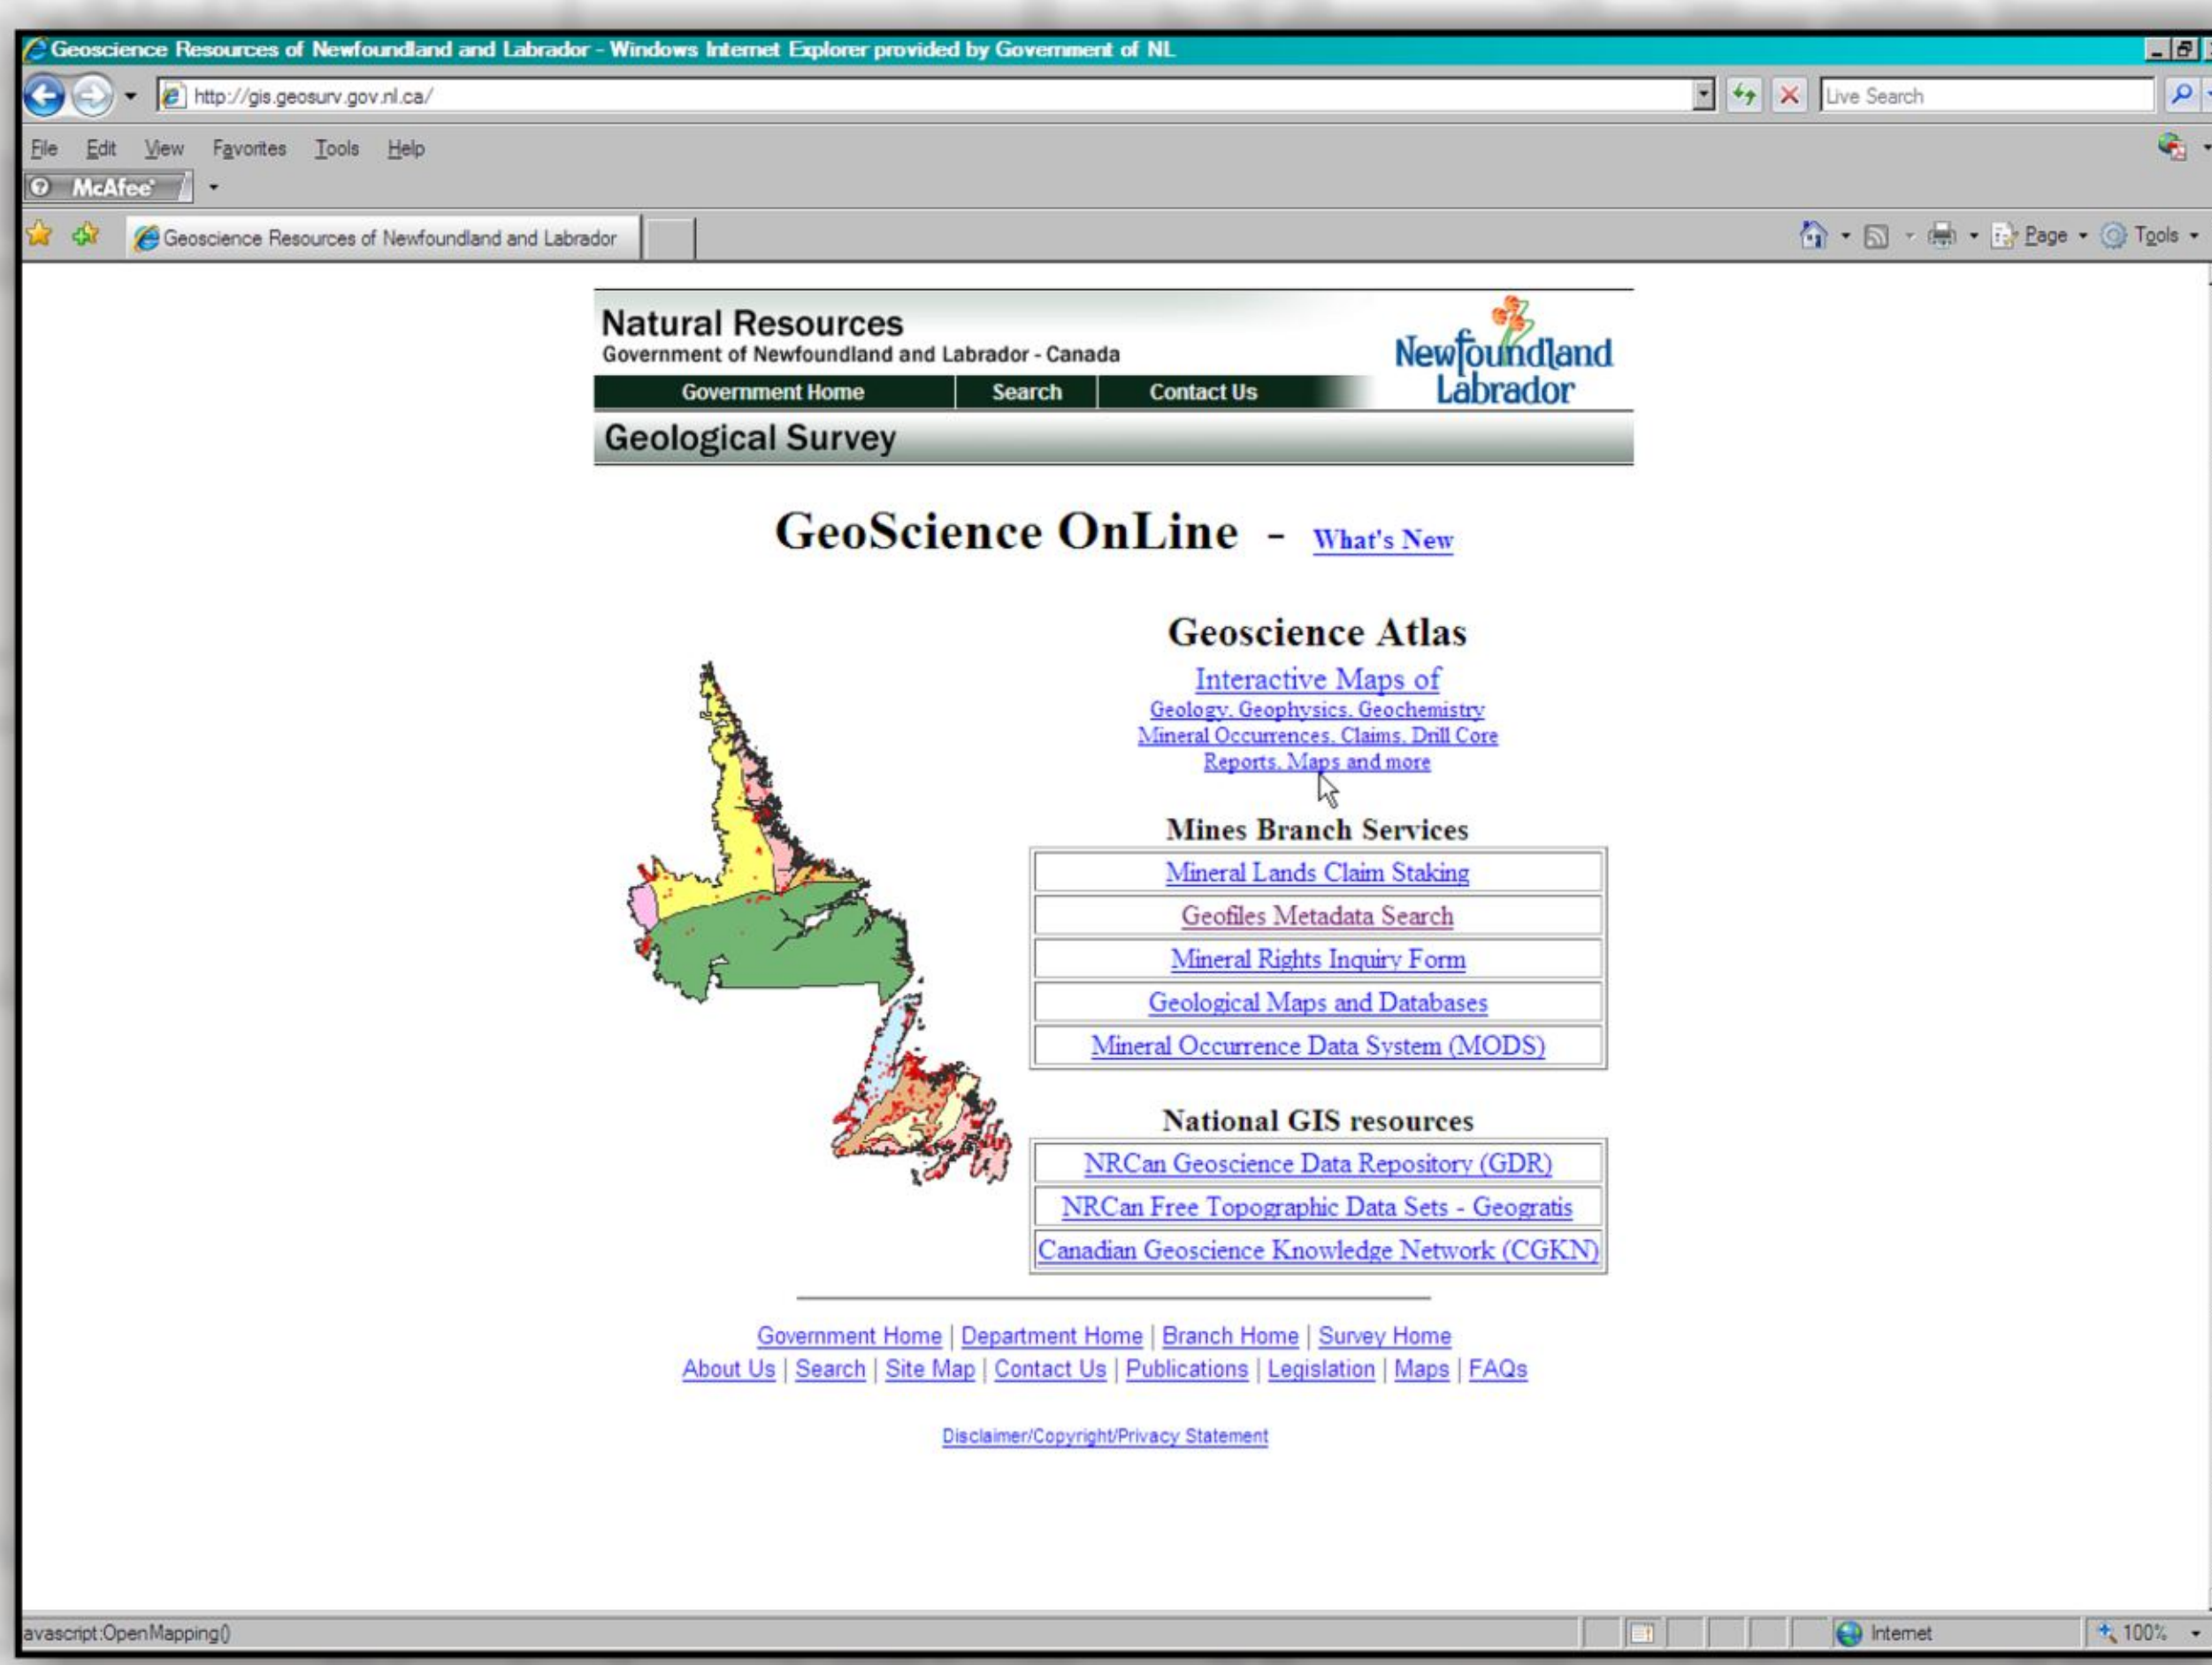 Geoscience Resources of Newfoundland and Labrador - Windows Internet Explorer provided by Government of NL
http://gis.geosurv.gov.nl.ca/
Live Search
File Edit View Favorites Tools Help
McAfee
Geoscience Resources of Newfoundland and Labrador
Page Tools
Natural Resources
Government of Newfoundland and Labrador - Canada
Newfoundland
Labrador
Government Home Search Contact Us
Geological Survey
GeoScience OnLine - What's New
Geoscience Atlas
Interactive Maps of
Geology, Geophysics, Geochemistry
Mineral Occurrences, Claims, Drill Core
Reports, Maps and more
Mines Branch Services
Mineral Lands Claim Staking
Geofiles Metadata Search
Mineral Rights Inquiry Form
Geological Maps and Databases
Mineral Occurrence Data System (MODS)
National GIS resources
NRCan Geoscience Data Repository (GDR)
NRCan Free Topographic Data Sets - Geogratis
Canadian Geoscience Knowledge Network (CGKN)
Government Home | Department Home | Branch Home | Survey Home
About Us | Search | Site Map | Contact Us | Publications | Legislation | Maps | FAQs
Disclaimer/Copyright/Privacy Statement
avascript:OpenMapping()
Internet
100%